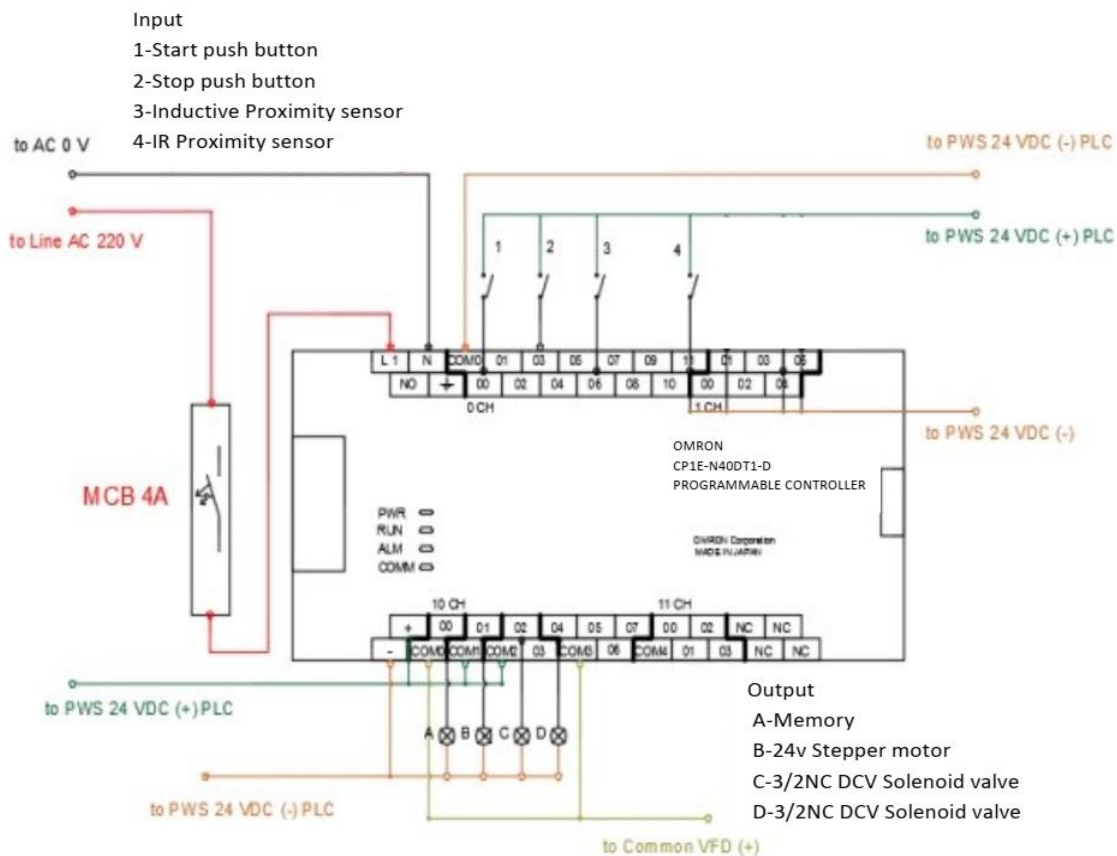 Input
1-Start push button
2-Stop push button
3-Inductive Proximity sensor
4-IR Proximity sensor
to AC 0 V
to PWS 24 VDC (-) PLC
to Line AC 220 V
to PWS 24 VDC (+) PLC
1 2 3 4
L 1 N COM0 01 03 05 07 09 11 01 03 05
NO 00 02 04 06 08 10 00 02 04
0 CH 1 CH
to PWS 24 VDC (-)
OMRON
CP1E-N40DT1-D
PROGRAMMABLE CONTROLLER
MCB 4A
PWR
RUN
ALM
COMM
OMRON Corporation
MADE IN JAPAN
10 CH 11 CH
+ 00 01 02 04 05 07 00 02 NC NC
- COM0 COM1 COM2 03 COM3 06 COM4 01 03 NC NC
to PWS 24 VDC (+) PLC
A B C D
Output
A-Memory
B-24v Stepper motor
C-3/2NC DCV Solenoid valve
D-3/2NC DCV Solenoid valve
to PWS 24 VDC (-) PLC
to Common VFD (+)